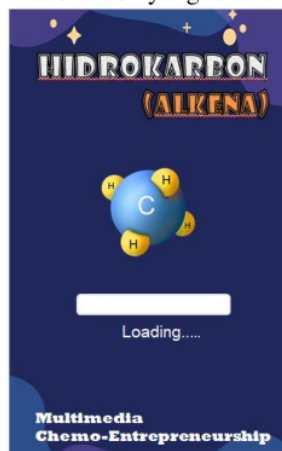 HIDROKARBON
(ALKENA)
H
H
C
H
H
Loading.....
Multimedia
Chemo-Entrepreneurship